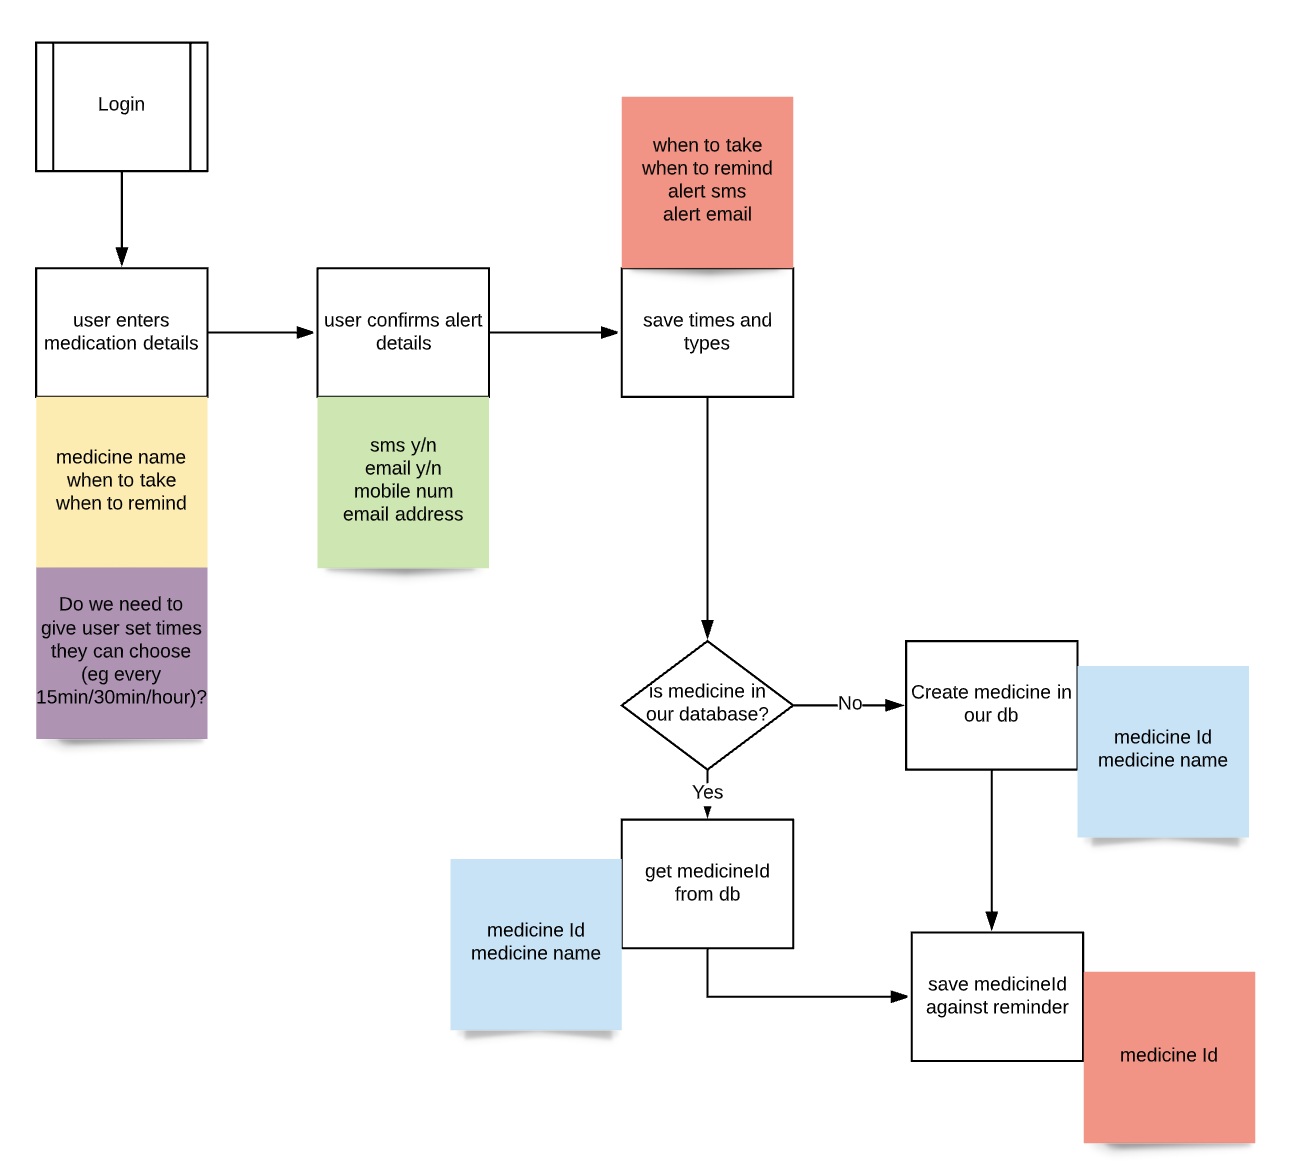 Login
user enters
medication details
medicine name
when to take
when to remind
Do we need to
give user set times
they can choose
(eg every
15min/30min/hour)?
user confirms alert
details
sms y/n
email y/n
mobile num
email address
when to take
when to remind
alert sms
alert email
save times and
types
is medicine in
our database?
No
Create medicine in
our db
medicine Id
medicine name
Yes
get medicineId
from db
medicine Id
medicine name
save medicineId
against reminder
medicine Id